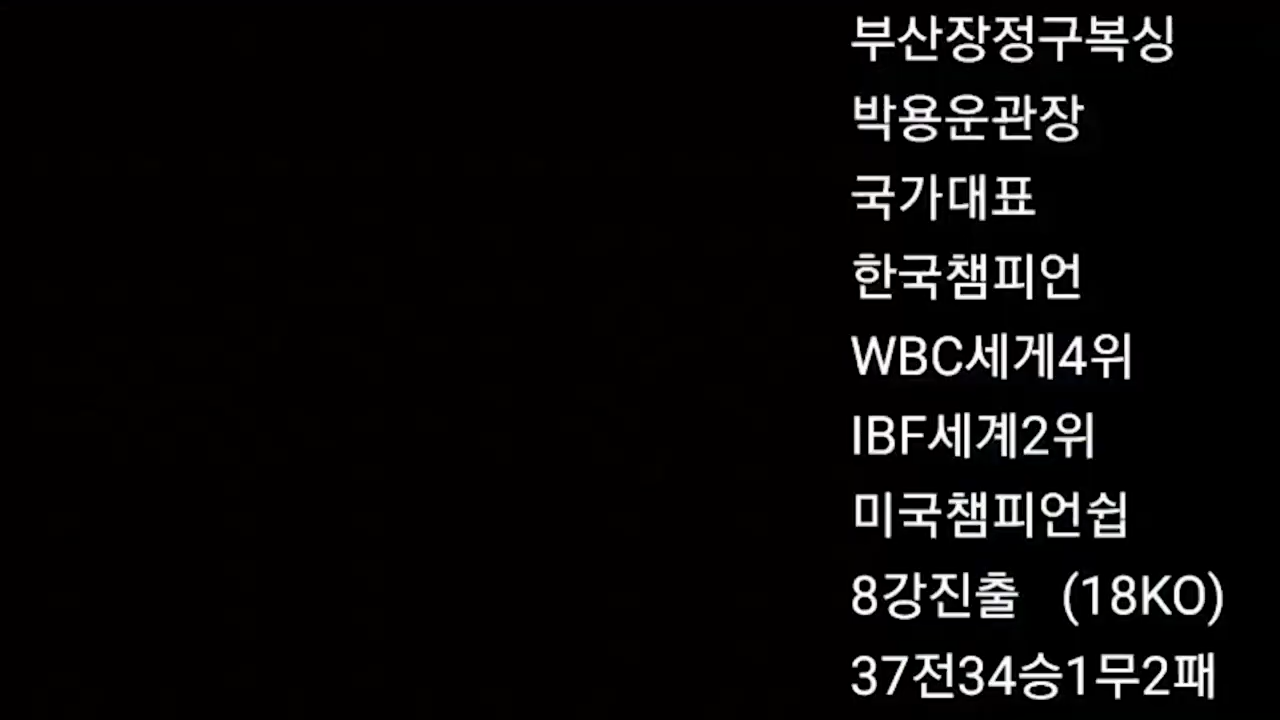 부산장정구복싱
박용운관장
국가대표
한국챔피언
WBC세게4위
IBF세계2위
미국챔피언쉽
8강진출 (18KO)
37전34승1무2패